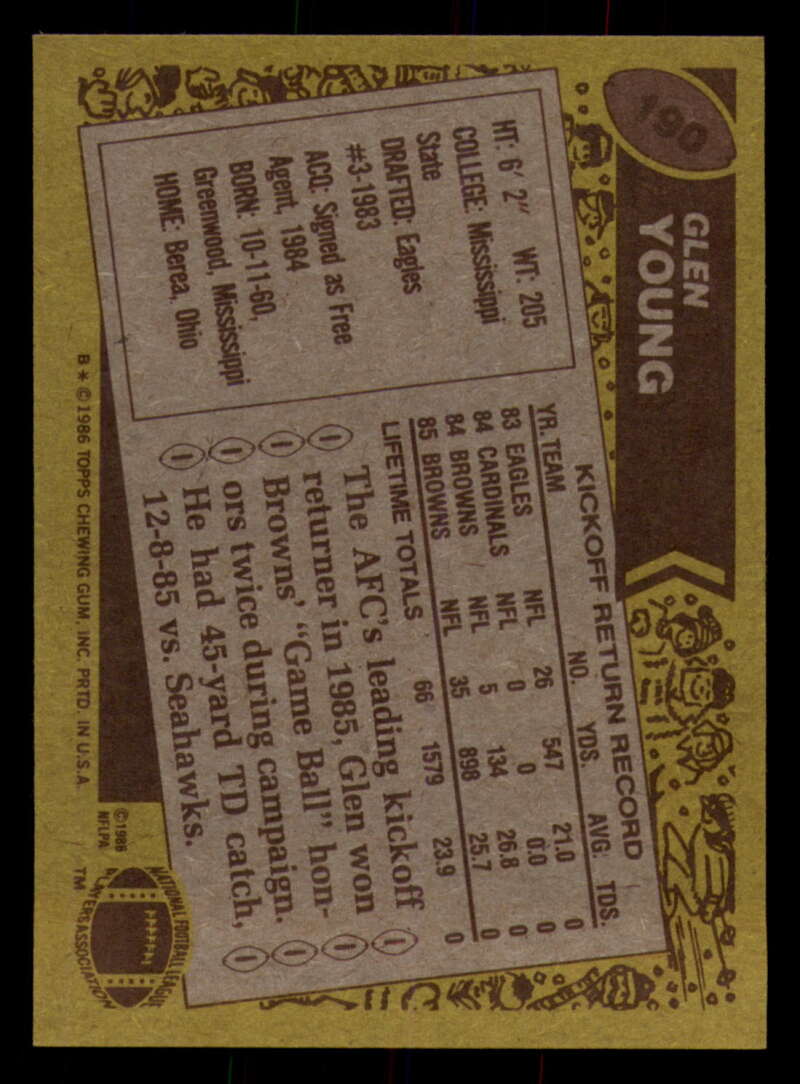 190
GLEN
YOUNG
HT: 6' 2" WT: 205
COLLEGE: Mississippi
State
DRAFTED: Eagles
#3-1983
ACQ: Signed as Free
Agent, 1984
BORN: 10-11-60,
Greenwood, Mississippi
HOME: Berea, Ohio
KICKOFF RETURN RECORD
YR. TEAM NO. YDS. AVG. TDS.
83 EAGLES NFL 26 547 21.0 0
84 CARDINALS NFL 0 0 0.0 0
84 BROWNS NFL 5 134 26.8 0
85 BROWNS NFL 35 898 25.7 0
LIFETIME TOTALS 66 1579 23.9 0
The AFC's leading kickoff
returner in 1985, Glen won
Browns' "Game Ball" hon-
ors twice during campaign.
He had 45-yard TD catch,
12-8-85 vs. Seahawks.
B * © 1986 TOPPS CHEWING GUM, INC. PRTD. IN U.S.A.
© 1986
NFLPA
NATIONAL FOOTBALL LEAGUE
PLAYERS ASSOCIATION
TM